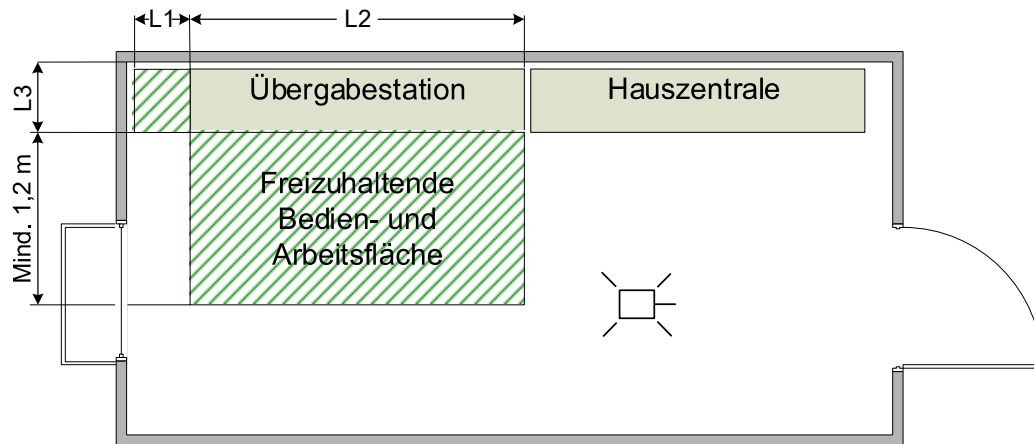 L1
L2
L3
Übergabestation
Hauszentrale
Mind. 1,2 m
Freizuhaltende
Bedien- und
Arbeitsfläche